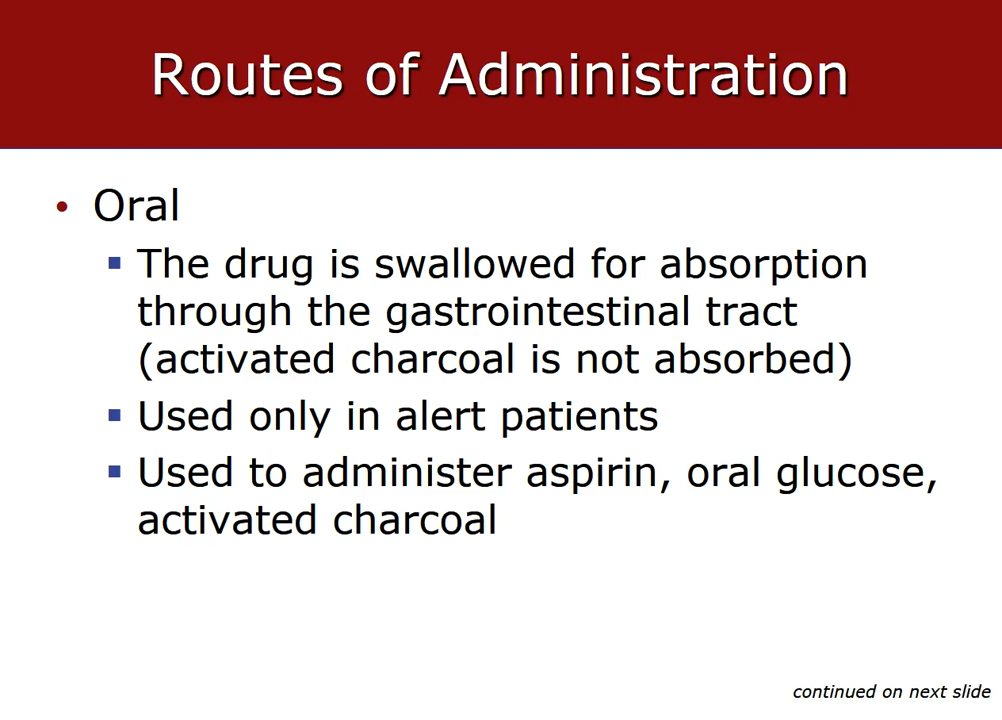 Routes of Administration
• Oral
▪ The drug is swallowed for absorption
through the gastrointestinal tract
(activated charcoal is not absorbed)
▪ Used only in alert patients
▪ Used to administer aspirin, oral glucose,
activated charcoal
continued on next slide